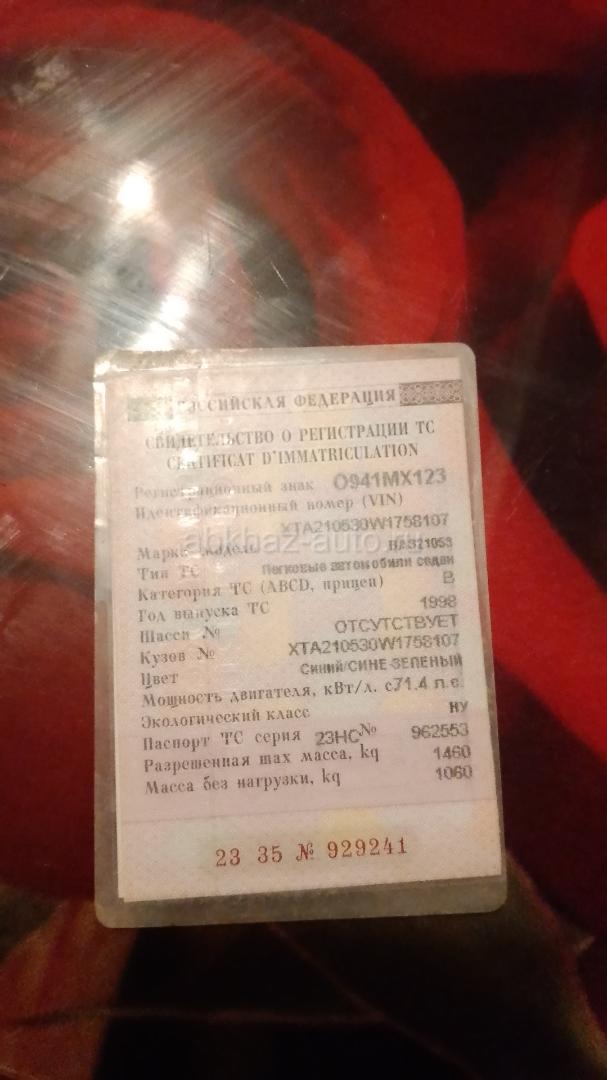 РОССИЙСКАЯ ФЕДЕРАЦИЯ
СВИДЕТЕЛЬСТВО О РЕГИСТРАЦИИ ТС
CERTIFICAT D'IMMATRICULATION
Регистрационный знак О941МХ123
Идентификационный номер (VIN)
XTA210530W1758107
abkhaz-auto.ru
Марка, модель ВАЗ21053
Тип ТС Легковые автомобили седан
Категория ТС (ABCD, прицеп) В
Год выпуска ТС 1998
Шасси № ОТСУТСТВУЕТ
Кузов № XTA210530W1758107
Цвет Синий/СИНЕ-ЗЕЛЕНЫЙ
Мощность двигателя, кВт/л. с71.4 л.с.
Экологический класс НУ
Паспорт ТС серия 23НС№ 962553
Разрешенная max масса, kg 1460
Масса без нагрузки, kg 1060
23 35 № 929241